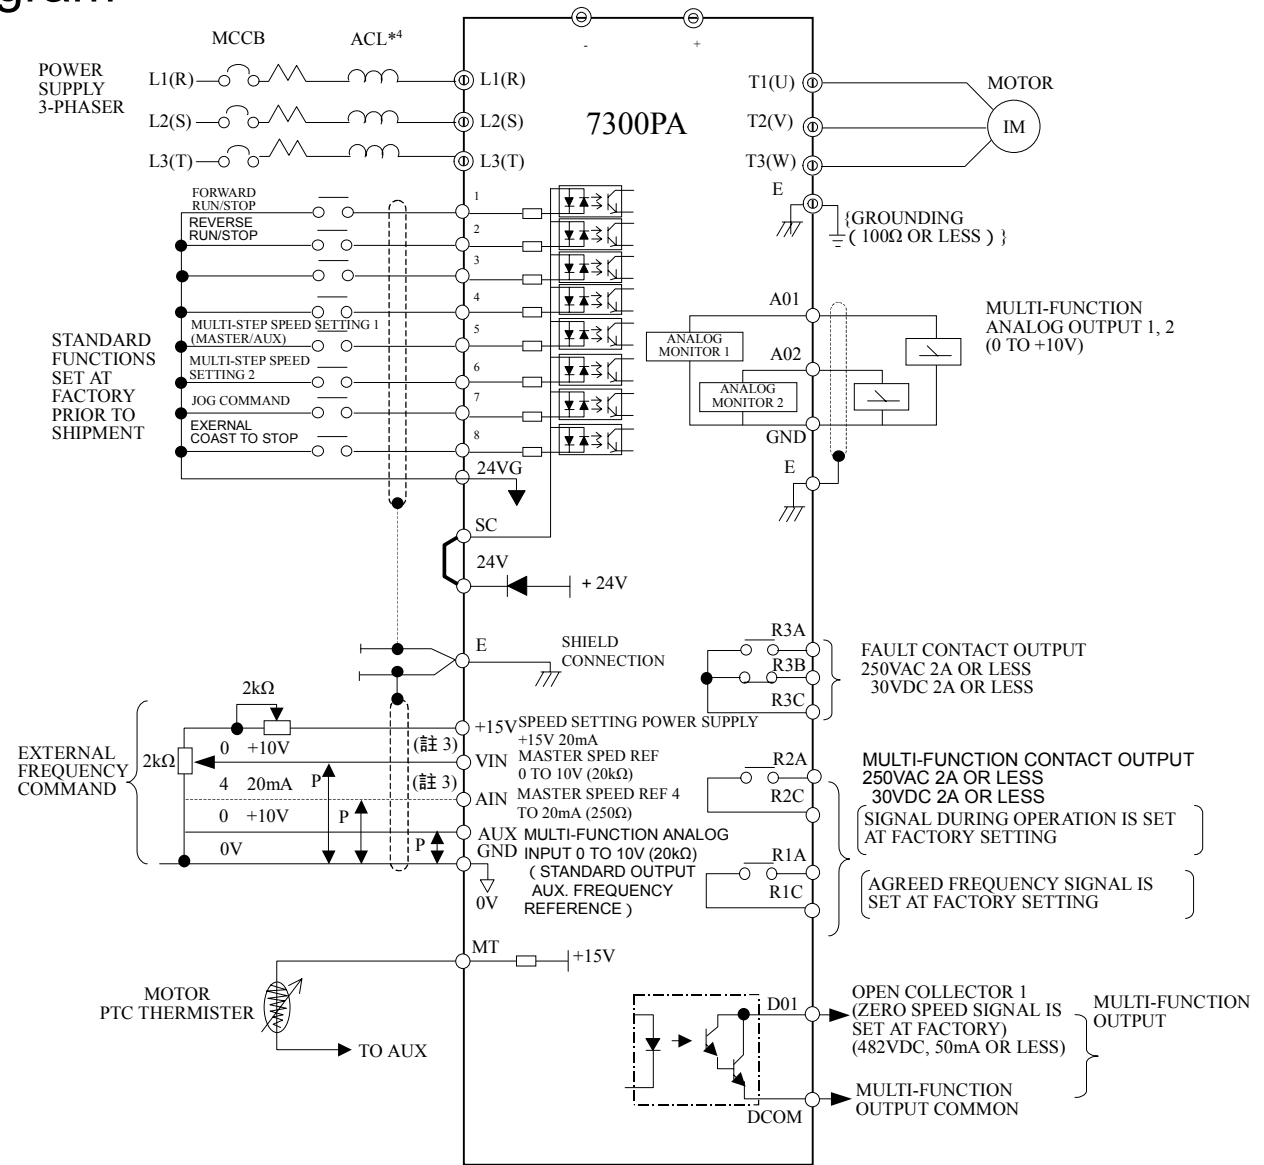 gram
MCCB
ACL*4
POWER
SUPPLY
3-PHASER
L1(R)
L2(S)
L3(T)
-
+
L1(R)
L2(S)
L3(T)
7300PA
T1(U)
T2(V)
T3(W)
E
MOTOR
IM
{GROUNDING
( 100Ω OR LESS ) }
FORWARD
RUN/STOP
REVERSE
RUN/STOP
MULTI-STEP SPEED SETTING 1
(MASTER/AUX)
MULTI-STEP SPEED
SETTING 2
JOG COMMAND
EXERNAL
COAST TO STOP
STANDARD
FUNCTIONS
SET AT
FACTORY
PRIOR TO
SHIPMENT
1
2
3
4
5
6
7
8
24VG
SC
24V
+ 24V
A01
A02
GND
E
ANALOG
MONITOR 1
ANALOG
MONITOR 2
MULTI-FUNCTION
ANALOG OUTPUT 1, 2
(0 TO +10V)
E
SHIELD
CONNECTION
R3A
R3B
R3C
FAULT CONTACT OUTPUT
250VAC 2A OR LESS
30VDC 2A OR LESS
EXTERNAL
FREQUENCY
COMMAND
2kΩ
2kΩ
0 +10V
(註 3)
4 20mA
(註 3)
0 +10V
0V
P
P
P
+15V
SPEED SETTING POWER SUPPLY
+15V 20mA
VIN
MASTER SPED REF
0 TO 10V (20kΩ)
AIN
MASTER SPEED REF 4
TO 20mA (250Ω)
AUX
GND
MULTI-FUNCTION ANALOG
INPUT 0 TO 10V (20kΩ)
( STANDARD OUTPUT
AUX. FREQUENCY
REFERENCE )
0V
R2A
R2C
R1A
R1C
MULTI-FUNCTION CONTACT OUTPUT
250VAC 2A OR LESS
30VDC 2A OR LESS
SIGNAL DURING OPERATION IS SET
AT FACTORY SETTING
AGREED FREQUENCY SIGNAL IS
SET AT FACTORY SETTING
MT
+15V
MOTOR
PTC THERMISTER
TO AUX
D01
DCOM
OPEN COLLECTOR 1
(ZERO SPEED SIGNAL IS
SET AT FACTORY)
(482VDC, 50mA OR LESS)
MULTI-FUNCTION
OUTPUT
MULTI-FUNCTION
OUTPUT COMMON